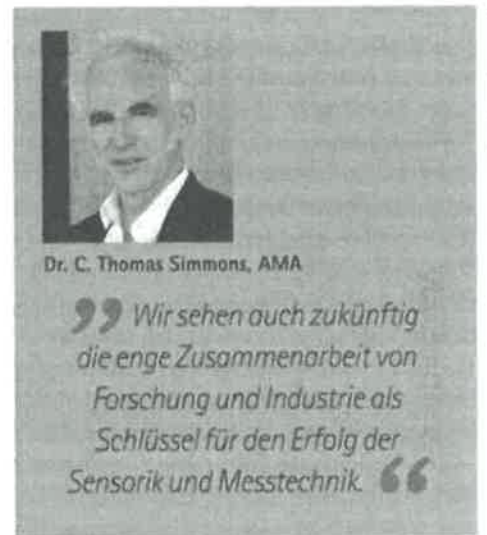 Dr. C. Thomas Simmons, AMA
”Wir sehen auch zukünftig
die enge Zusammenarbeit von
Forschung und Industrie als
Schlüssel für den Erfolg der
Sensorik und Messtechnik.“